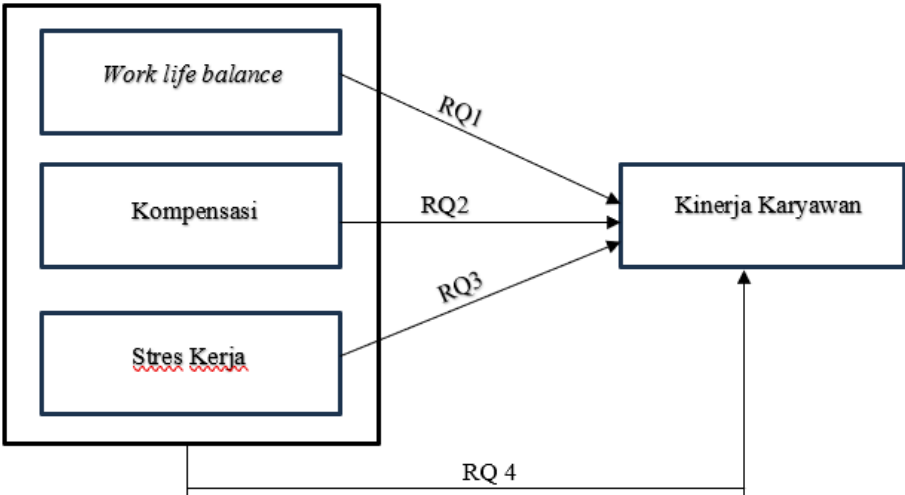 Work life balance
RQ1
Kompensasi
RQ2
Kinerja Karyawan
RQ3
Stres Kerja
RQ 4